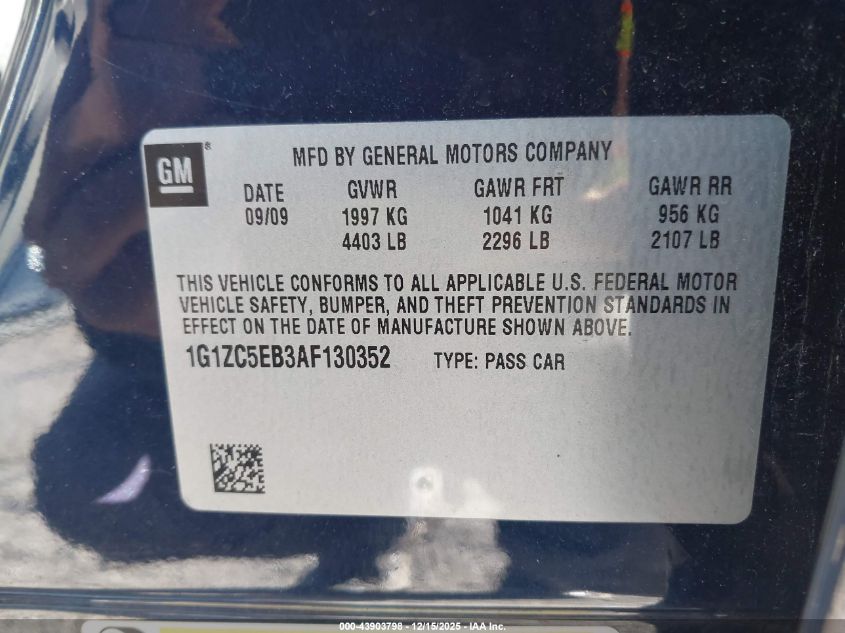 GM®
MFD BY GENERAL MOTORS COMPANY
DATE GVWR GAWR FRT GAWR RR
09/09 1997 KG 1041 KG 956 KG
4403 LB 2296 LB 2107 LB
THIS VEHICLE CONFORMS TO ALL APPLICABLE U.S. FEDERAL MOTOR
VEHICLE SAFETY, BUMPER, AND THEFT PREVENTION STANDARDS IN
EFFECT ON THE DATE OF MANUFACTURE SHOWN ABOVE.
1G1ZC5EB3AF130352 TYPE: PASS CAR
000-43903798 - 12/15/2025 - IAA Inc.